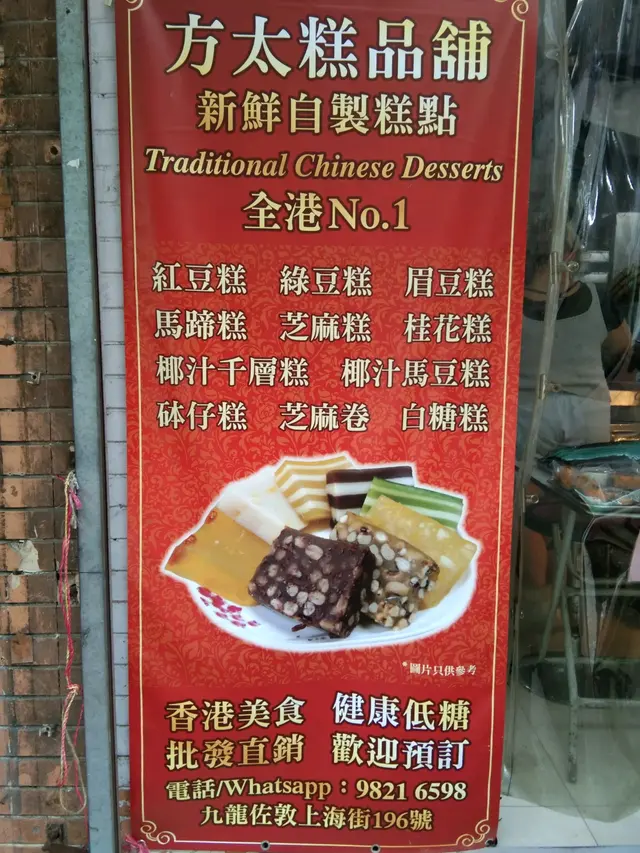 方太糕品舖
新鮮自製糕點
Traditional Chinese Desserts
全港No.1
紅豆糕 綠豆糕 眉豆糕
馬蹄糕 芝麻糕 桂花糕
椰汁千層糕 椰汁馬豆糕
砵仔糕 芝麻卷 白糖糕
*圖片只供參考
香港美食 健康低糖
批發直銷 歡迎預訂
電話/Whatsapp：9821 6598
九龍佐敦上海街196號